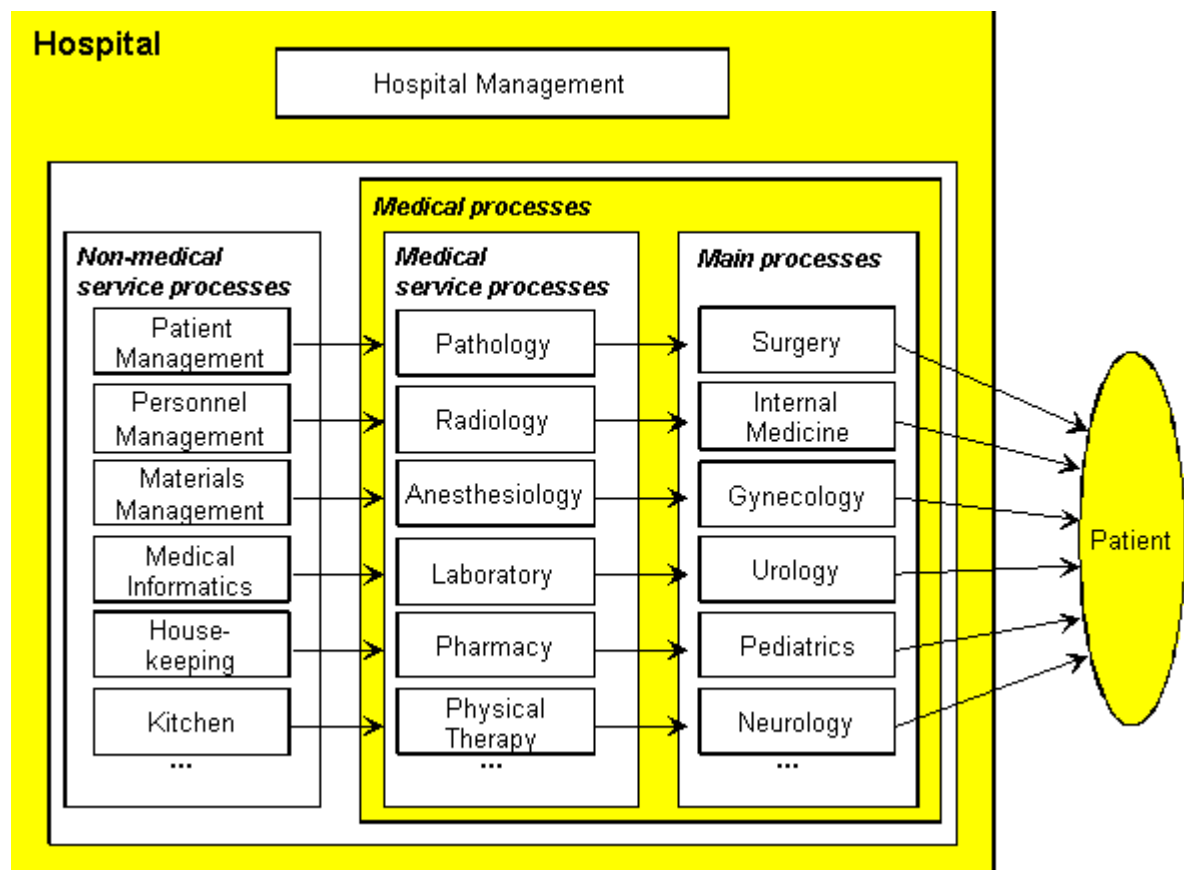 Hospital
Hospital Management
Medical processes
Non-medical
service processes
Patient
Management
Personnel
Management
Materials
Management
Medical
Informatics
House-
keeping
Kitchen
...
Medical
service processes
Pathology
Radiology
Anesthesiology
Laboratory
Pharmacy
Physical
Therapy
...
Main processes
Surgery
Internal
Medicine
Gynecology
Urology
Pediatrics
Neurology
...
Patient